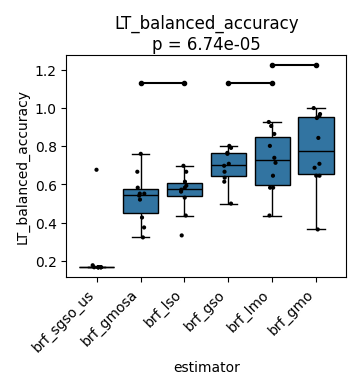 LT_balanced_accuracy
p = 6.74e-05
LT_balanced_accuracy
1.2
1.0
0.8
0.6
0.4
0.2
brf_sgso_us
brf_gmosa
brf_lso
brf_gso
brf_lmo
brf_gmo
estimator